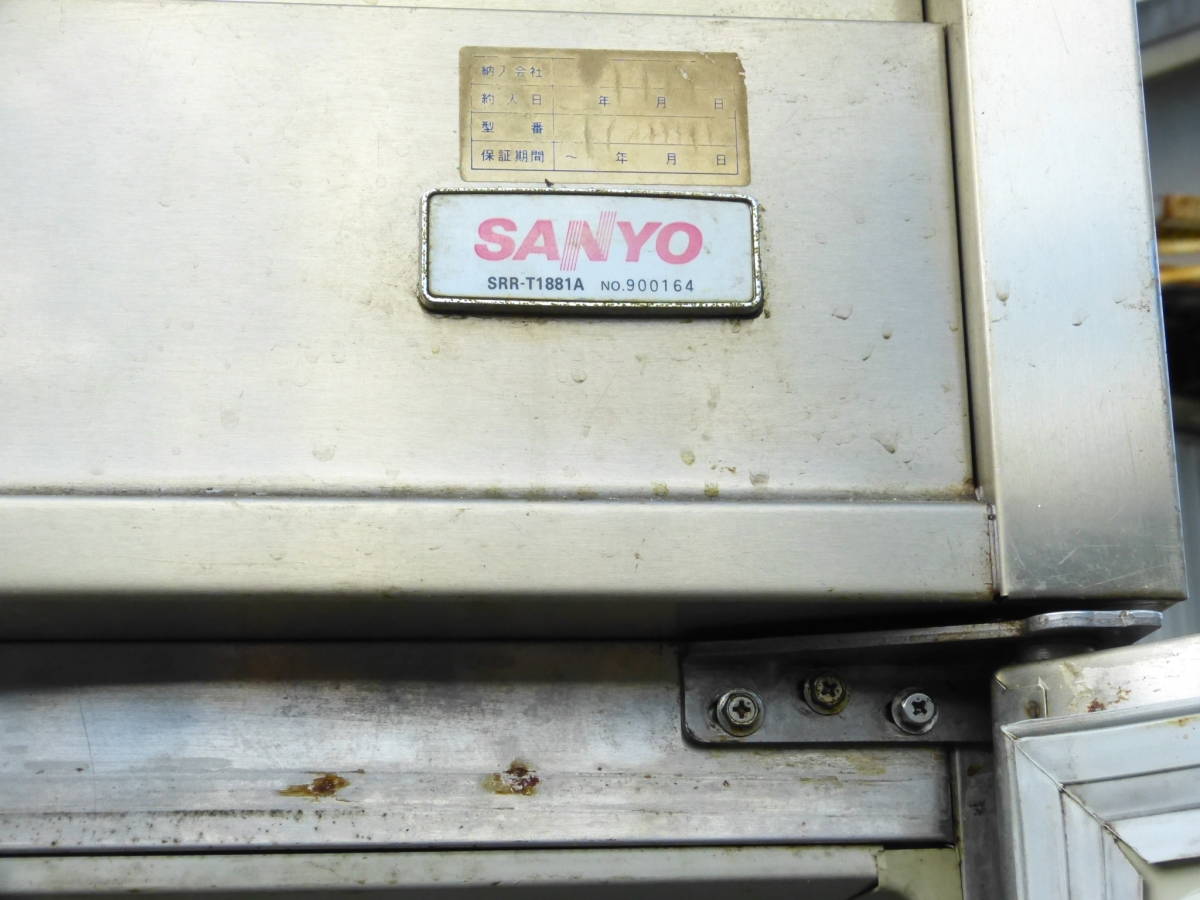 納入会社
約入日 年 月 日
型 番
保証期間 ～ 年 月 日
SANYO
SRR-T1881A NO.900164